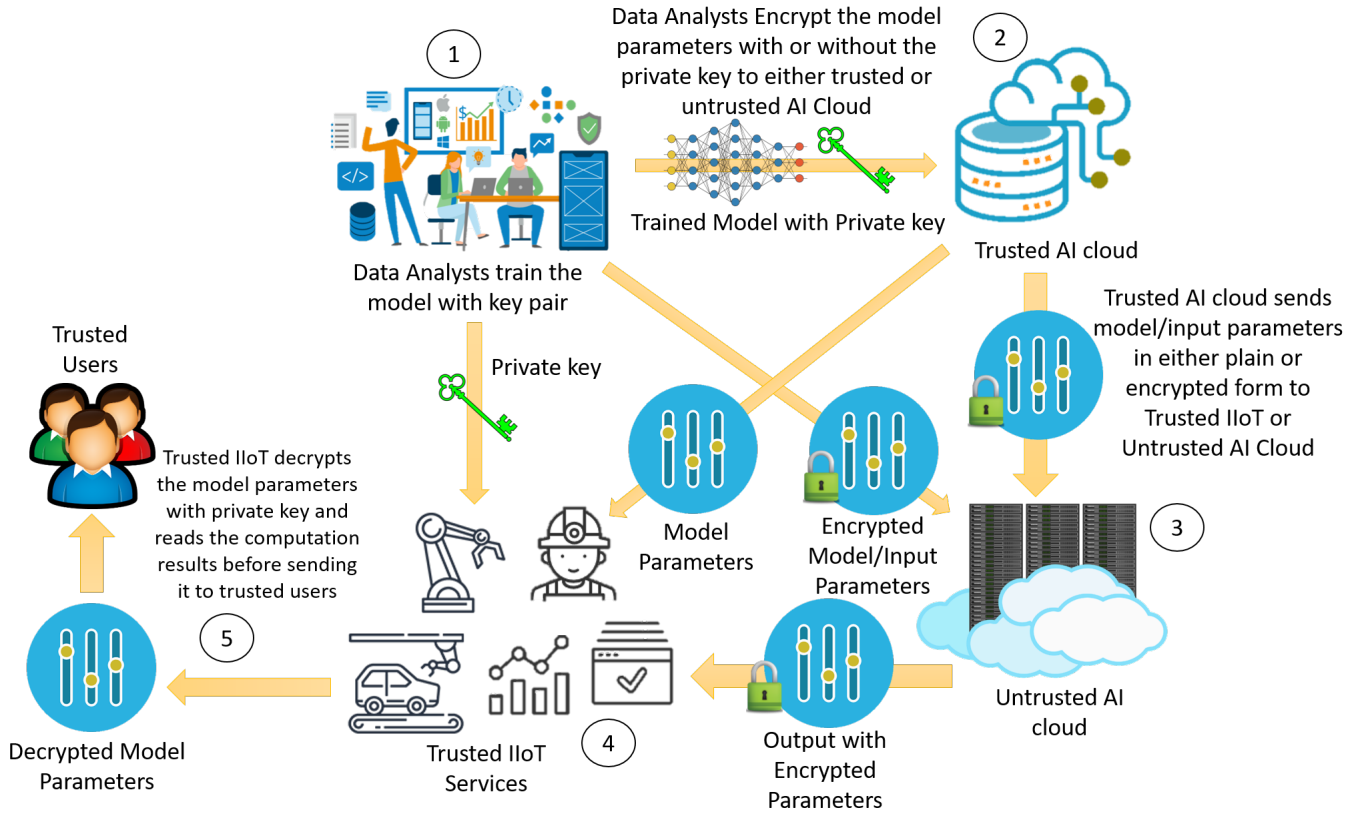 1
Data Analysts Encrypt the model
parameters with or without the
private key to either trusted or
untrusted AI Cloud
2
$
</>
Trained Model with Private key
Data Analysts train the
model with key pair
Trusted AI cloud
Trusted AI cloud sends
model/input parameters
in either plain or
encrypted form to
Trusted IIoT or
Untrusted AI Cloud
Trusted
Users
Private key
Trusted IIoT decrypts
the model parameters
with private key and
reads the computation
results before sending
it to trusted users
Model
Parameters
Encrypted
Model/Input
Parameters
3
5
Untrusted AI
cloud
Decrypted Model
Parameters
Trusted IIoT
Services
4
Output with
Encrypted
Parameters